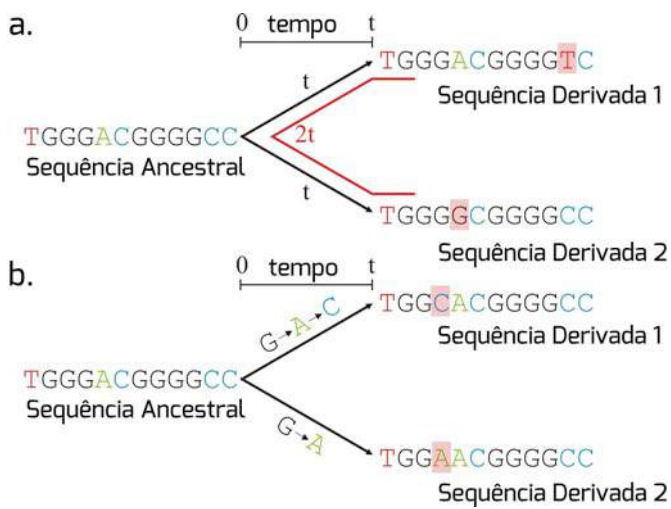 a.
0 tempo t
TGGGACGGGGTC
Sequência Derivada 1
t
TGGGACGGGGCC
Sequência Ancestral
2t
t
TGGGGCGGGGCC
Sequência Derivada 2
b.
0 tempo t
TGGCACGGGGCC
Sequência Derivada 1
G→A→C
TGGGACGGGGCC
Sequência Ancestral
G→A
TGGAACGGGGCC
Sequência Derivada 2